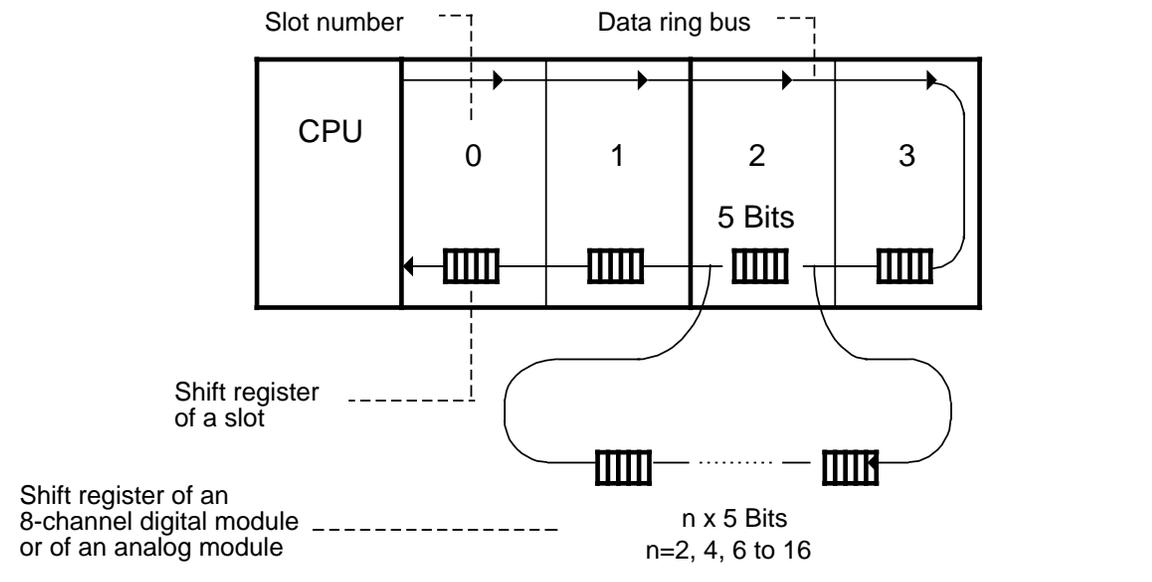 Slot number
Data ring bus
CPU
0
1
2
3
5 Bits
Shift register
of a slot
Shift register of an
8-channel digital module
or of an analog module
n x 5 Bits
n=2, 4, 6 to 16